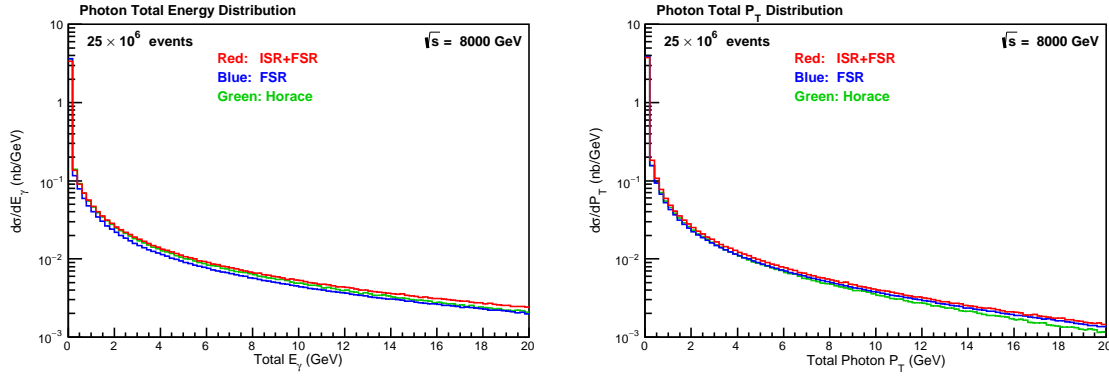 Photon Total Energy Distribution
25 × 10⁶ events
√s = 8000 GeV
Red: ISR+FSR
Blue: FSR
Green: Horace
dσ/dE_γ (nb/GeV)
10
1
10⁻¹
10⁻²
10⁻³
0 2 4 6 8 10 12 14 16 18 20
Total E_γ (GeV)
Photon Total P_T Distribution
25 × 10⁶ events
√s = 8000 GeV
Red: ISR+FSR
Blue: FSR
Green: Horace
dσ/dP_T (nb/GeV)
10
1
10⁻¹
10⁻²
10⁻³
0 2 4 6 8 10 12 14 16 18 20
Total Photon P_T (GeV)